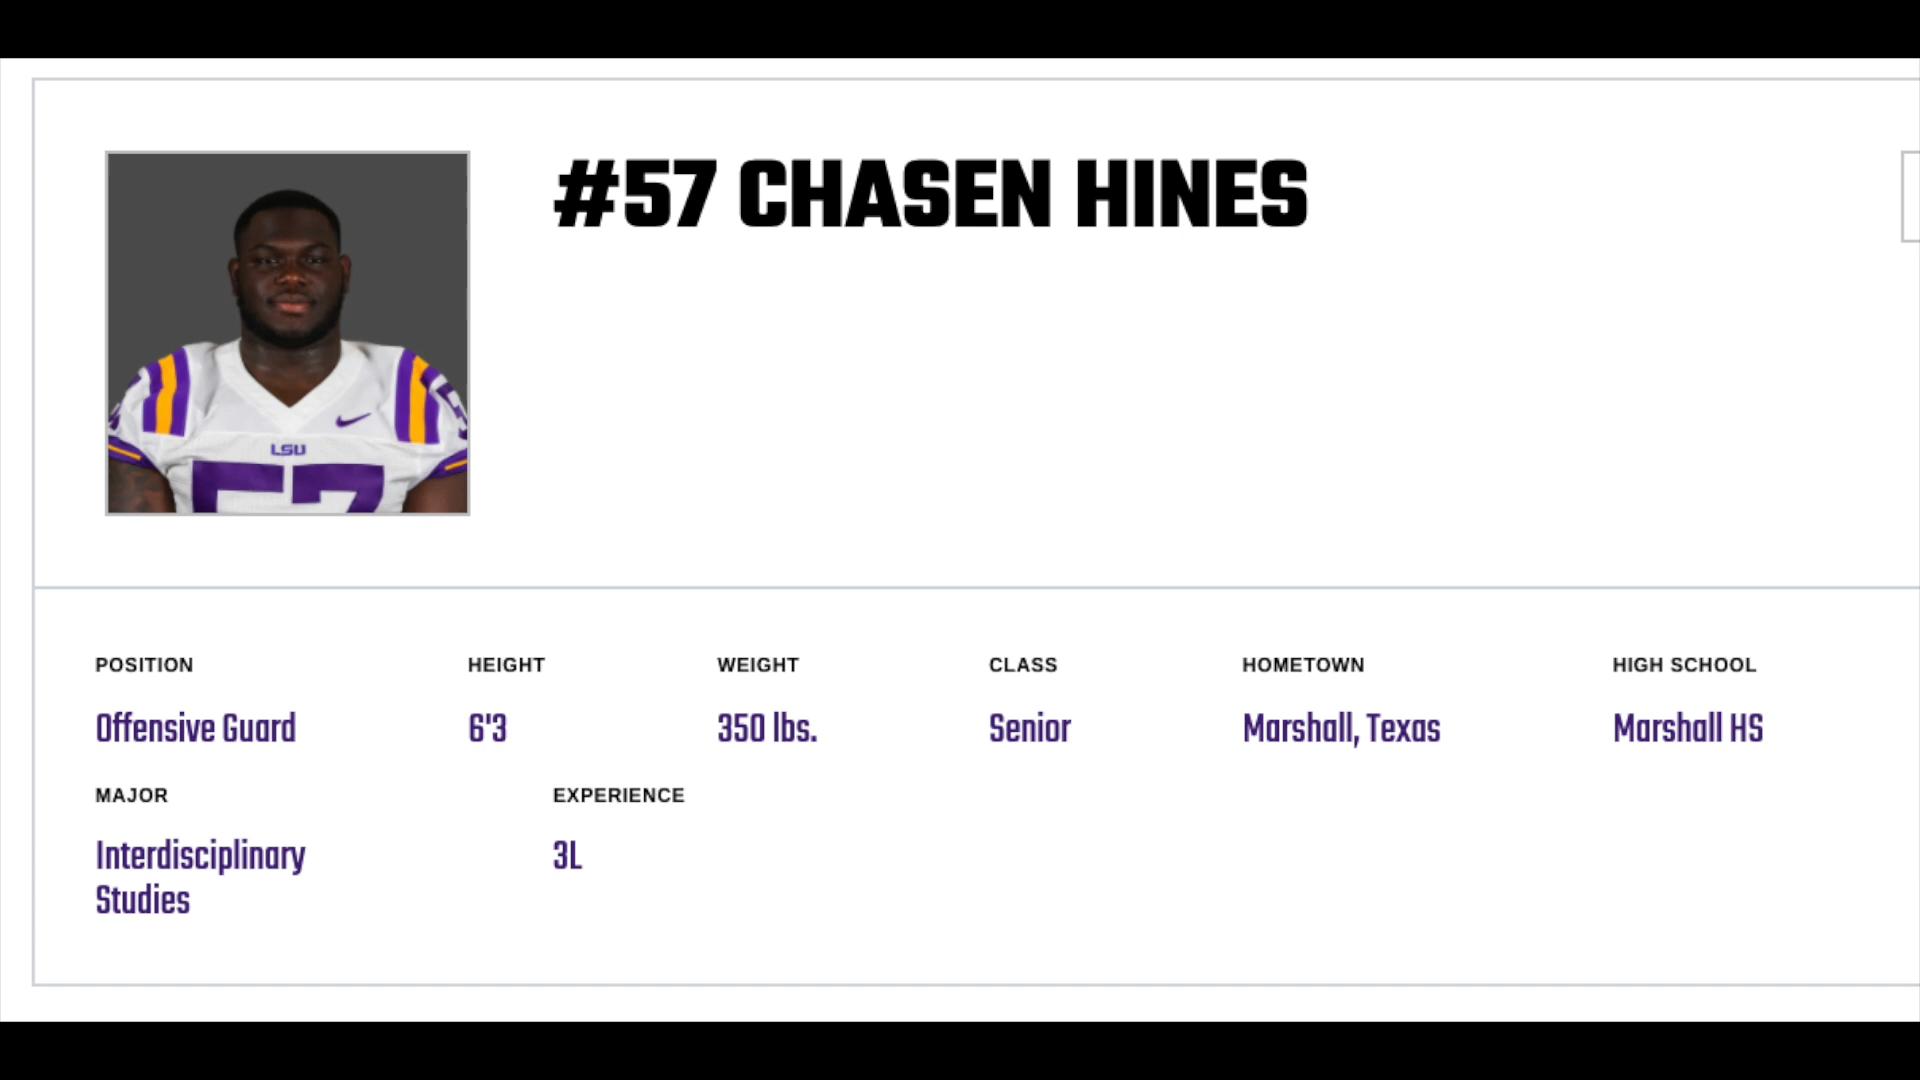 #57 CHASEN HINES
LSU
57
POSITION
HEIGHT
WEIGHT
CLASS
HOMETOWN
HIGH SCHOOL
Offensive Guard
6'3
350 lbs.
Senior
Marshall, Texas
Marshall HS
MAJOR
EXPERIENCE
Interdisciplinary
Studies
3L